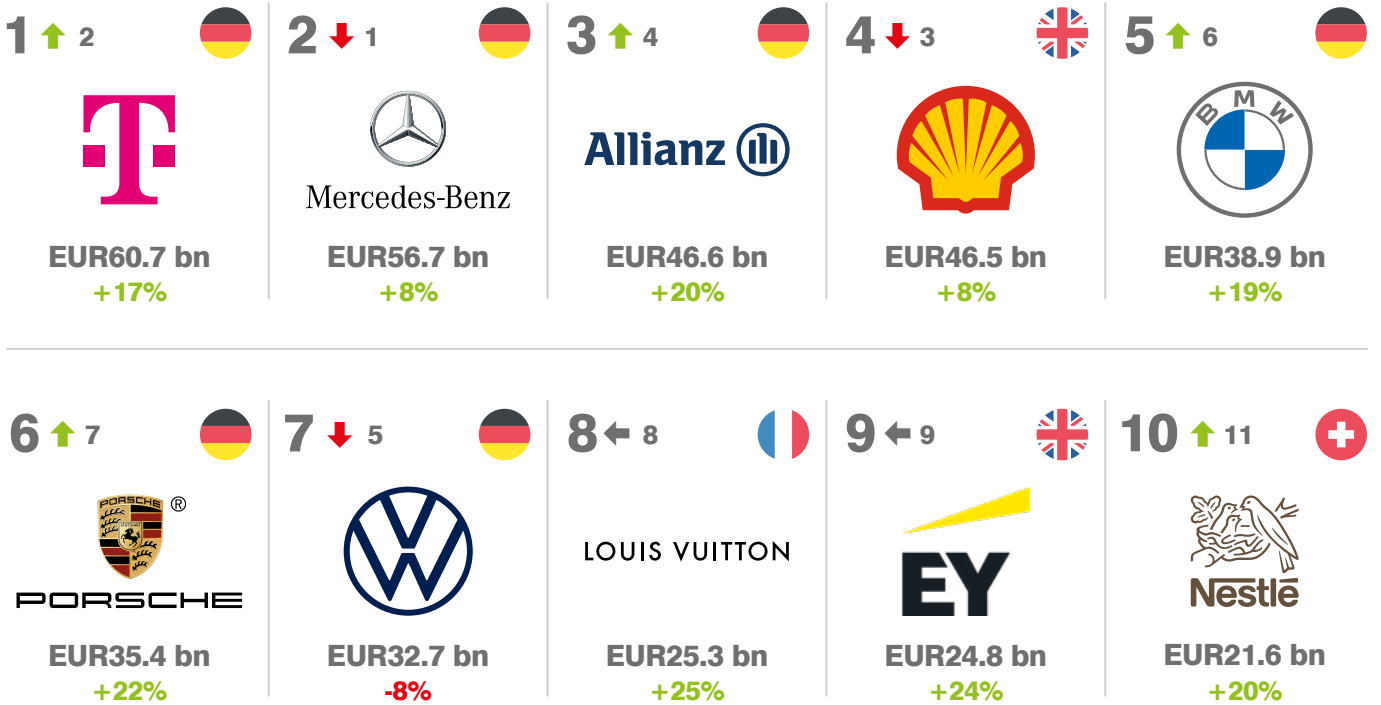 1 2
2 1
3 4
4 3
5 6
T
Mercedes-Benz
Allianz
BMW
EUR60.7 bn
EUR56.7 bn
EUR46.6 bn
EUR46.5 bn
EUR38.9 bn
+17%
+8%
+20%
+8%
+19%
6 7
7 5
8 8
9 9
10 11
PORSCHE
®
STUTTGART
PORSCHE
VW
LOUIS VUITTON
EY
Nestlé
EUR35.4 bn
EUR32.7 bn
EUR25.3 bn
EUR24.8 bn
EUR21.6 bn
+22%
-8%
+25%
+24%
+20%